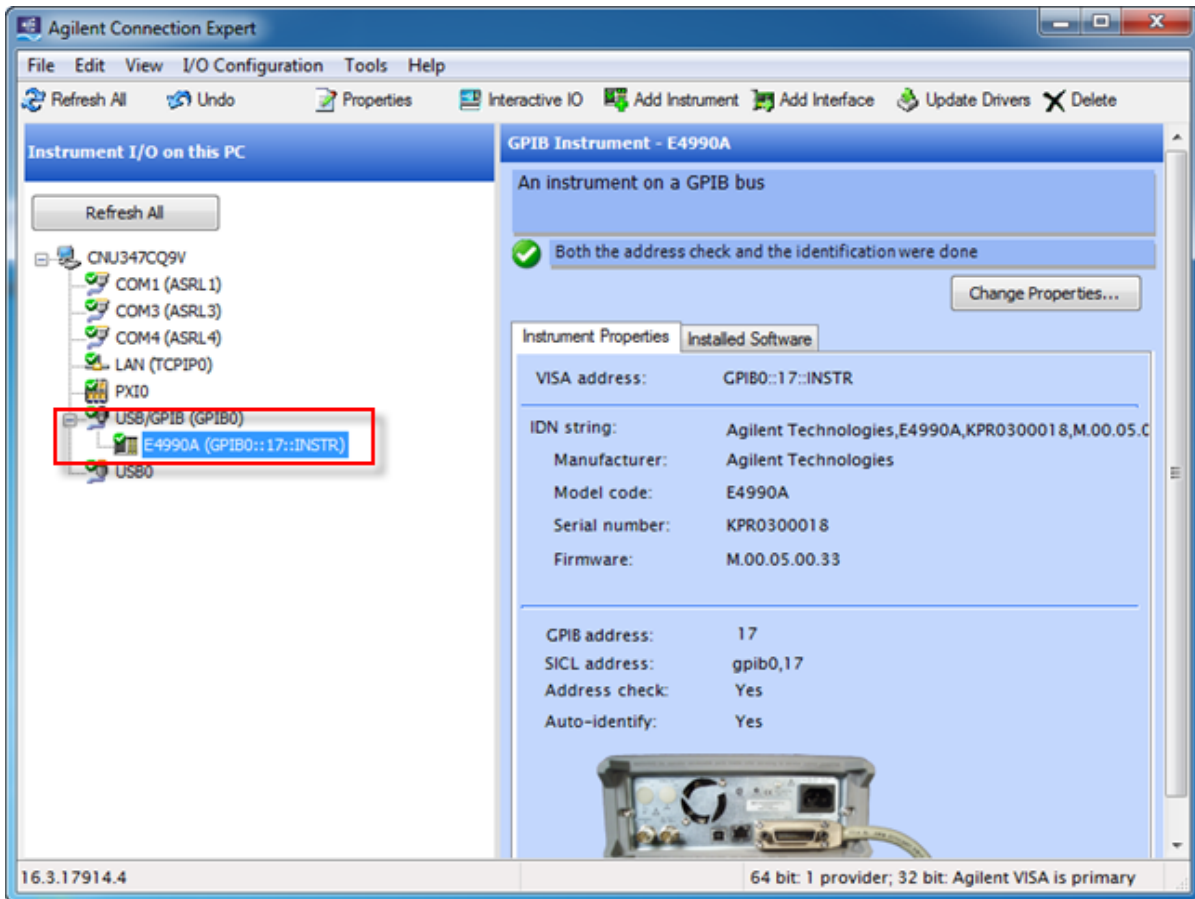 Agilent Connection Expert
File Edit View I/O Configuration Tools Help
Refresh All Undo Properties Interactive IO Add Instrument Add Interface Update Drivers Delete
Instrument I/O on this PC
Refresh All
CNU347CQ9V
COM1 (ASRL1)
COM3 (ASRL3)
COM4 (ASRL4)
LAN (TCPIP0)
PXI0
USB/GPIB (GPIB0)
E4990A (GPIB0::17::INSTR)
USB0
GPIB Instrument - E4990A
An instrument on a GPIB bus
Both the address check and the identification were done
Change Properties...
Instrument Properties Installed Software
VISA address: GPIB0::17::INSTR
IDN string: Agilent Technologies,E4990A,KPR0300018,M.00.05.0
Manufacturer: Agilent Technologies
Model code: E4990A
Serial number: KPR0300018
Firmware: M.00.05.00.33
GPIB address: 17
SICL address: gpib0,17
Address check: Yes
Auto-identify: Yes
16.3.17914.4 64 bit: 1 provider; 32 bit: Agilent VISA is primary